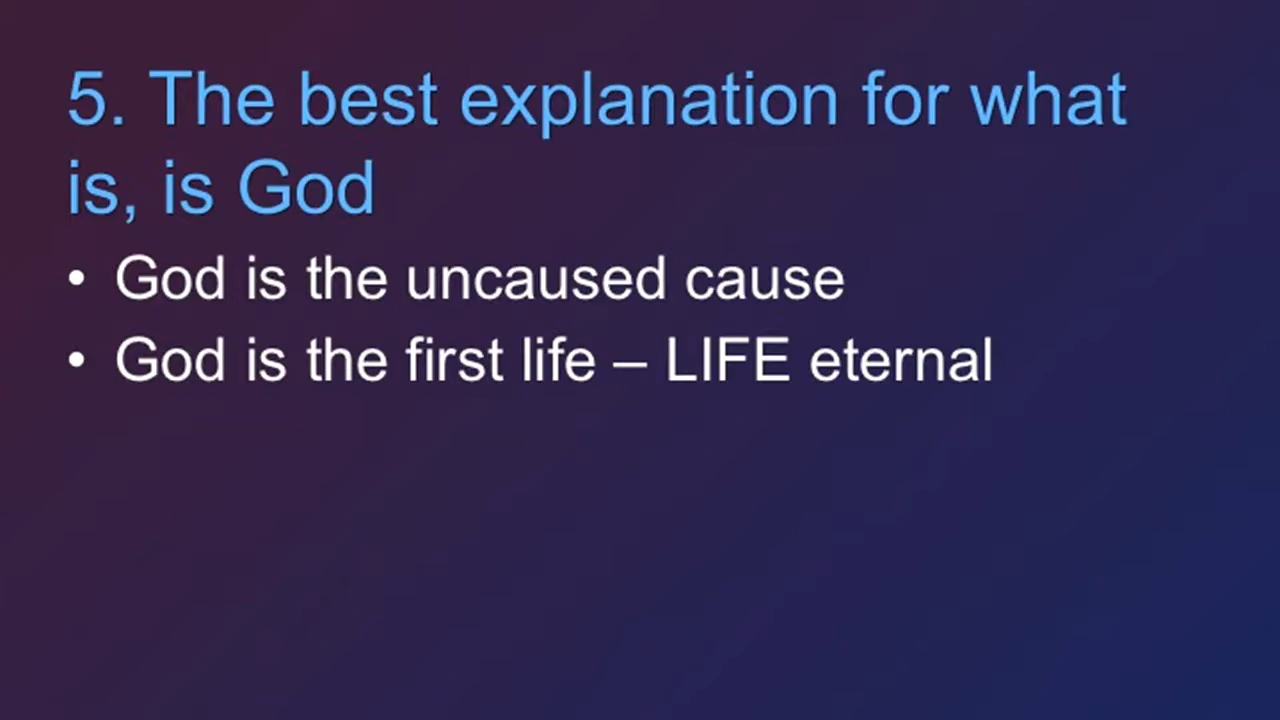 5. The best explanation for what
is, is God
• God is the uncaused cause
• God is the first life – LIFE eternal